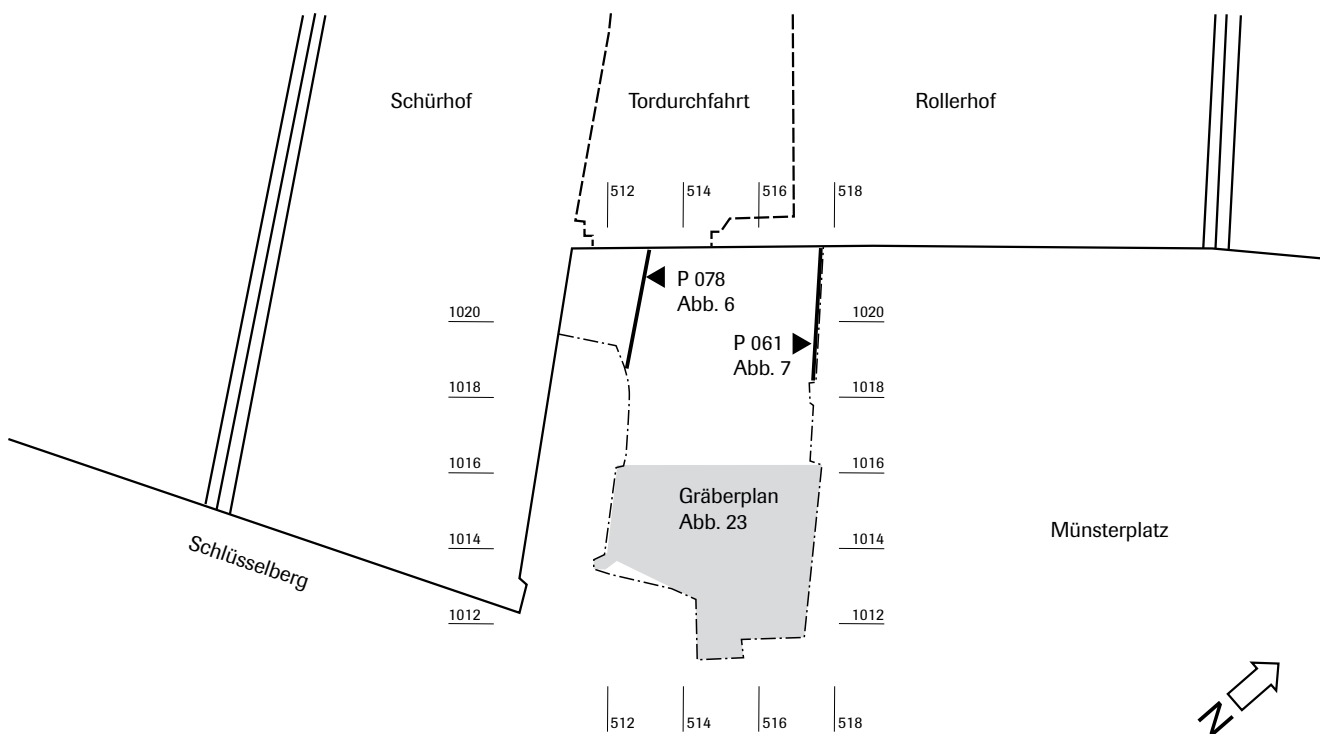 Schürhof
Tordurchfahrt
Rollerhof
512 514 516 518
P 078
Abb. 6
1020
1020
P 061
Abb. 7
1018
1018
1016
1016
Gräberplan
Abb. 23
1014
1014
Münsterplatz
Schlüsselberg
1012
1012
512 514 516 518
N